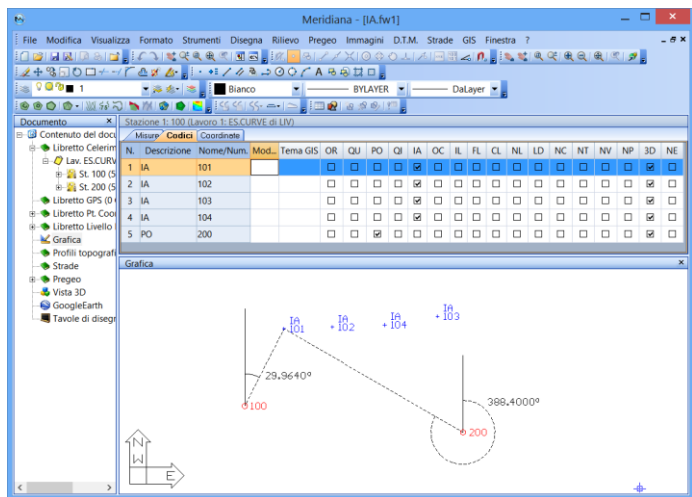 Meridiana - [IA.fw1]
File Modifica Visualizza Formato Strumenti Disegna Rilievo Pregeo Immagini D.T.M. Strade GIS Finestra ?
1 Bianco BYLAYER DaLayer
Documento
Stazione 1: 100 (Lavoro 1: ES.CURVE di LIV)
Contenuto del docu
Misure Codici Coordinate
Libretto Celerim
Lav. ES.CURV
St. 100 (5
St. 200 (5
Libretto GPS (0
Libretto Pt. Coor
Libretto Livello
Grafica
Profili topografi
Strade
Pregeo
Vista 3D
GoogleEarth
Tavole di disegn
N. Descrizione Nome/Num. Mod... Tema GIS OR QU PO QI IA OC IL FL CL NL LD NC NT NV NP 3D NE
1 IA 101
2 IA 102
3 IA 103
4 IA 104
5 PO 200
Grafica
IA
101
IA
102
IA
104
IA
103
29.9640°
100
388.4000°
200
N
W
E